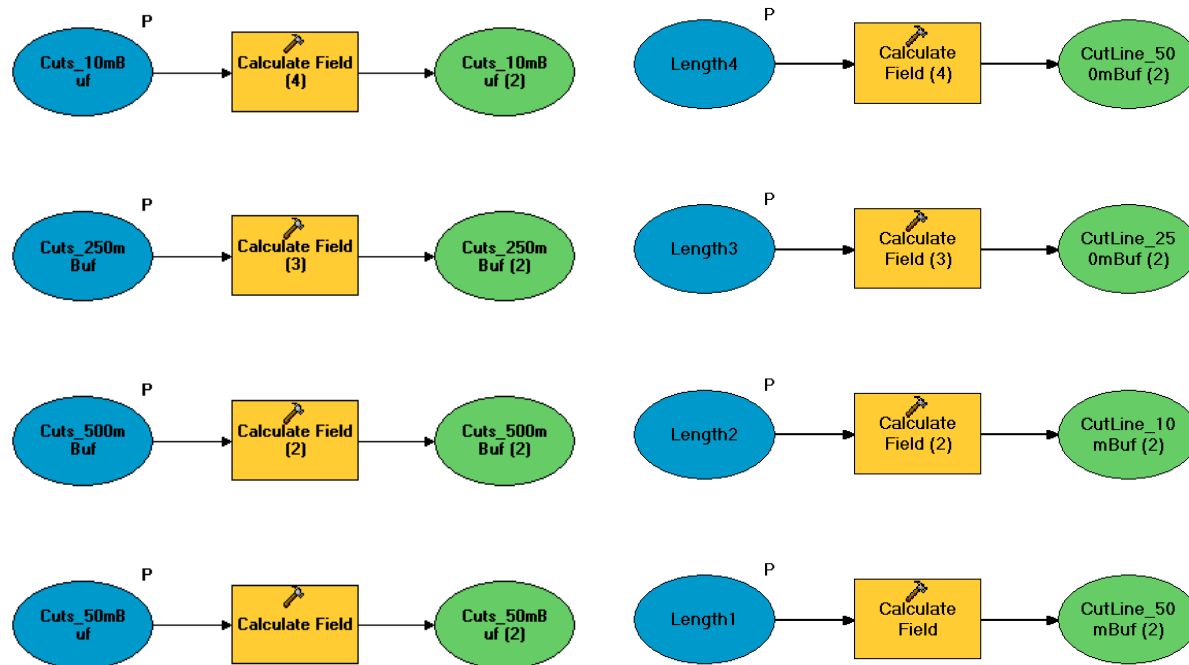 P
Cuts_10mB
uf
Calculate Field
(4)
Cuts_10mB
uf (2)
P
Length4
Calculate
Field (4)
CutLine_50
0mBuf (2)
P
Cuts_250m
Buf
Calculate Field
(3)
Cuts_250m
Buf (2)
P
Length3
Calculate
Field (3)
CutLine_25
0mBuf (2)
P
Cuts_500m
Buf
Calculate Field
(2)
Cuts_500m
Buf (2)
P
Length2
Calculate
Field (2)
CutLine_10
mBuf (2)
P
Cuts_50mB
uf
Calculate Field
Cuts_50mB
uf (2)
P
Length1
Calculate
Field
CutLine_50
mBuf (2)